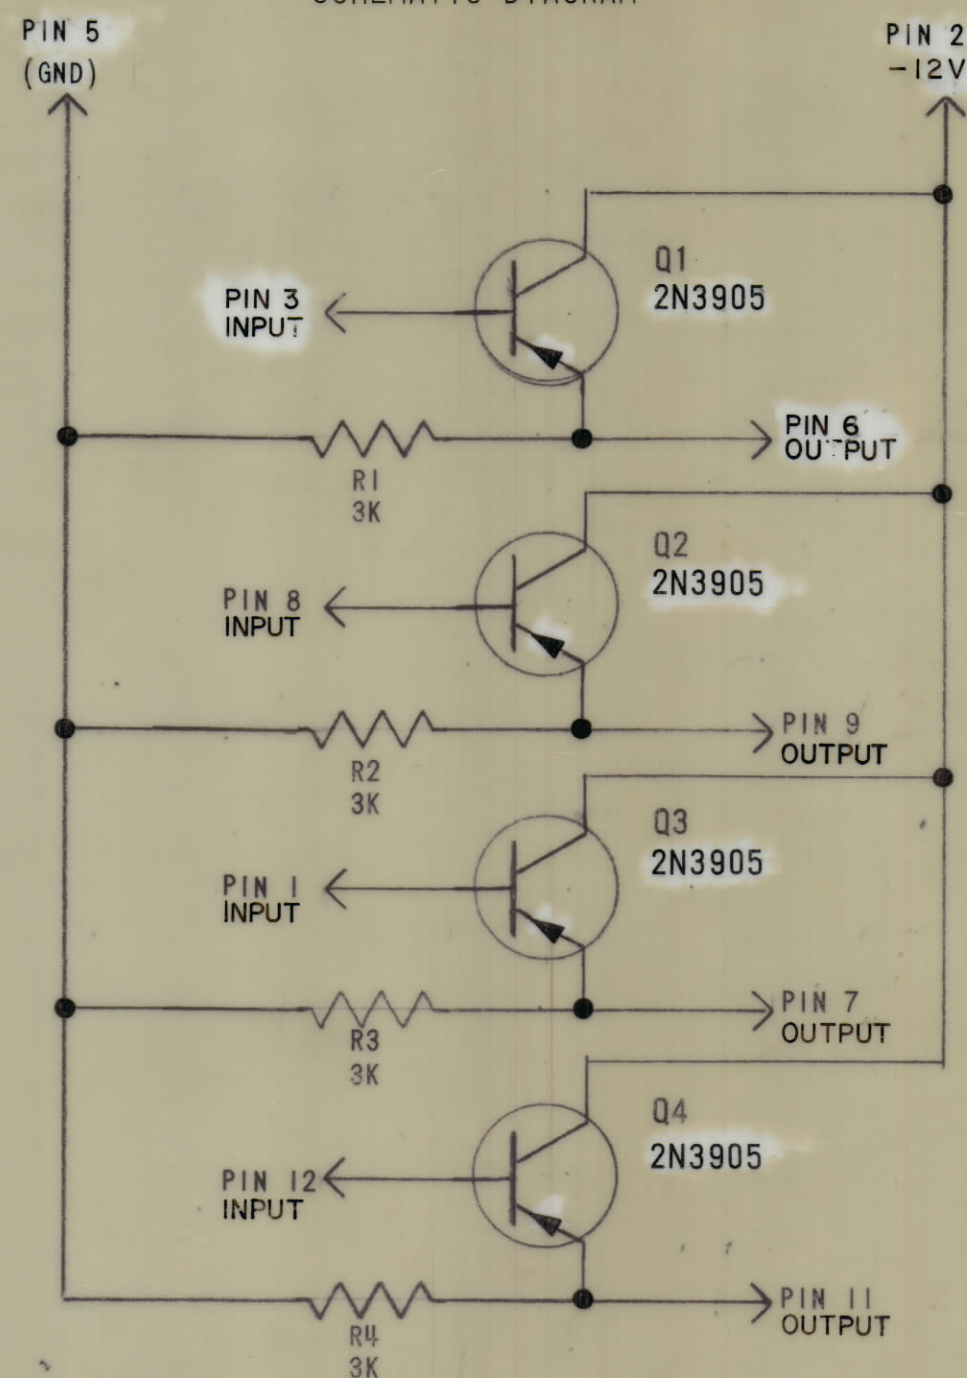 SCHEMATIC DIAGRAM
PIN 5
(GND)
PIN 2
-12V
Q1
2N3905
PIN 3
INPUT
PIN 6
OUTPUT
R1
3K
Q2
2N3905
PIN 8
INPUT
PIN 9
OUTPUT
R2
3K
Q3
2N3905
PIN 1
INPUT
PIN 7
OUTPUT
R3
3K
Q4
2N3905
PIN 12
INPUT
PIN 11
OUTPUT
R4
3K